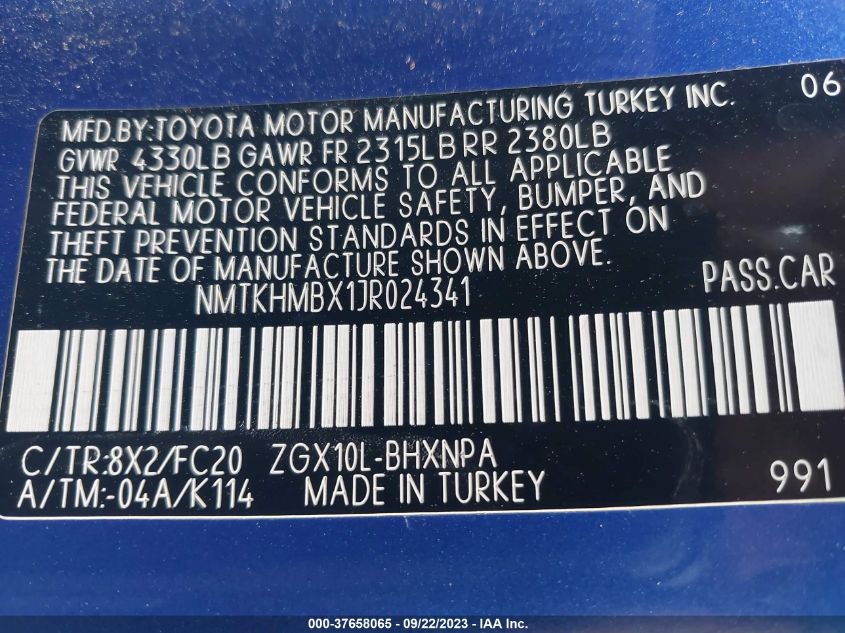 MFD.BY:TOYOTA MOTOR MANUFACTURING TURKEY INC. 06
GVWR 4330LB GAWR FR 2315LB RR 2380LB
THIS VEHICLE CONFORMS TO ALL APPLICABLE
FEDERAL MOTOR VEHICLE SAFETY, BUMPER, AND
THEFT PREVENTION STANDARDS IN EFFECT ON
THE DATE OF MANUFACTURE SHOWN ABOVE.
NMTKHMBX1JR024341 PASS.CAR
C/TR:8X2/FC20 ZGX10L-BHXNPA
A/TM:-04A/K114 MADE IN TURKEY 991
000-37658065 - 09/22/2023 - IAA Inc.